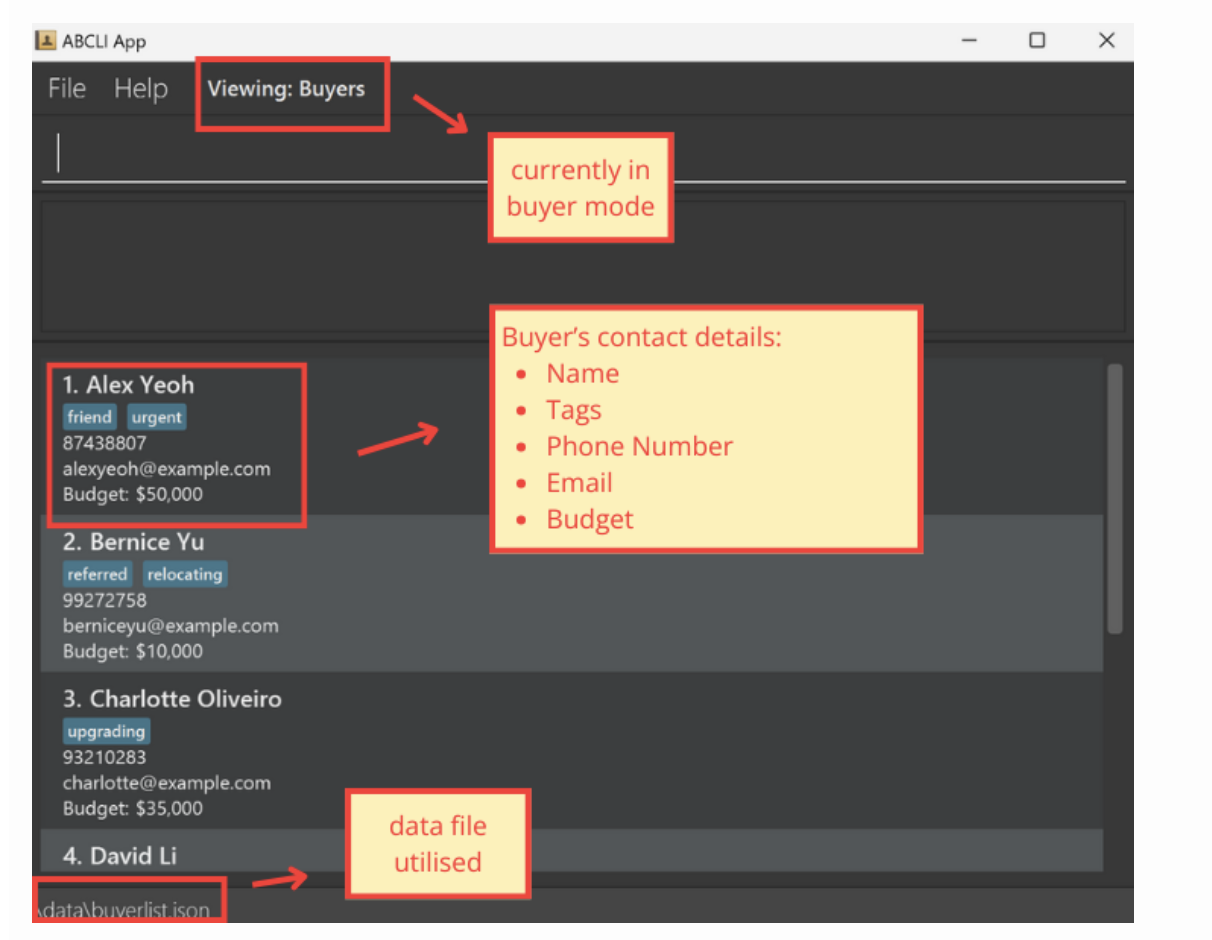 ABCLI App
File Help Viewing: Buyers
currently in
buyer mode
Buyer’s contact details:
• Name
• Tags
• Phone Number
• Email
• Budget
1. Alex Yeoh
friend urgent
87438807
alexyeoh@example.com
Budget: $50,000
2. Bernice Yu
referred relocating
99272758
berniceyu@example.com
Budget: $10,000
3. Charlotte Oliveiro
upgrading
93210283
charlotte@example.com
Budget: $35,000
4. David Li
data file
utilised
\data\buyerlist.json